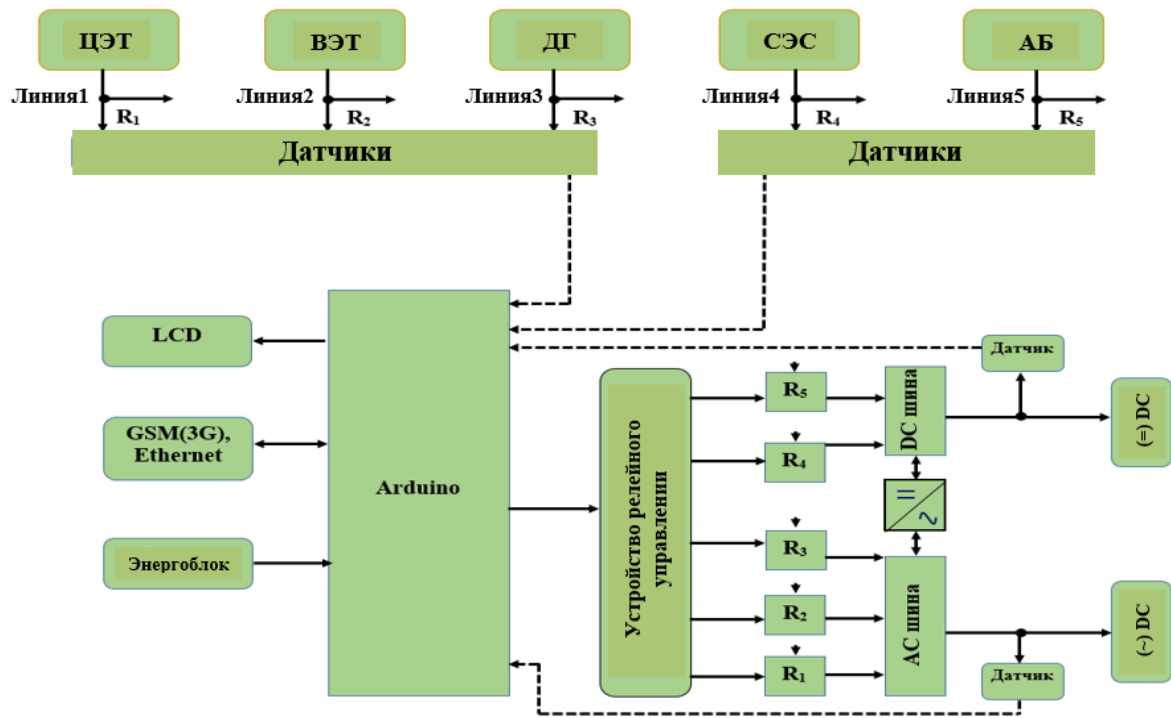 ЦЭТ
ВЭТ
ДГ
СЭС
АБ
Линия1
Линия2
Линия3
Линия4
Линия5
R₁
R₂
R₃
R₄
R₅
Датчики
Датчики
LCD
GSM(3G),
Ethernet
Энергоблок
Arduino
Устройство релейного
управлении
R₅
R₄
R₃
R₂
R₁
DC шина
=
~
AC шина
Датчик
Датчик
(=) DC
(~) DC